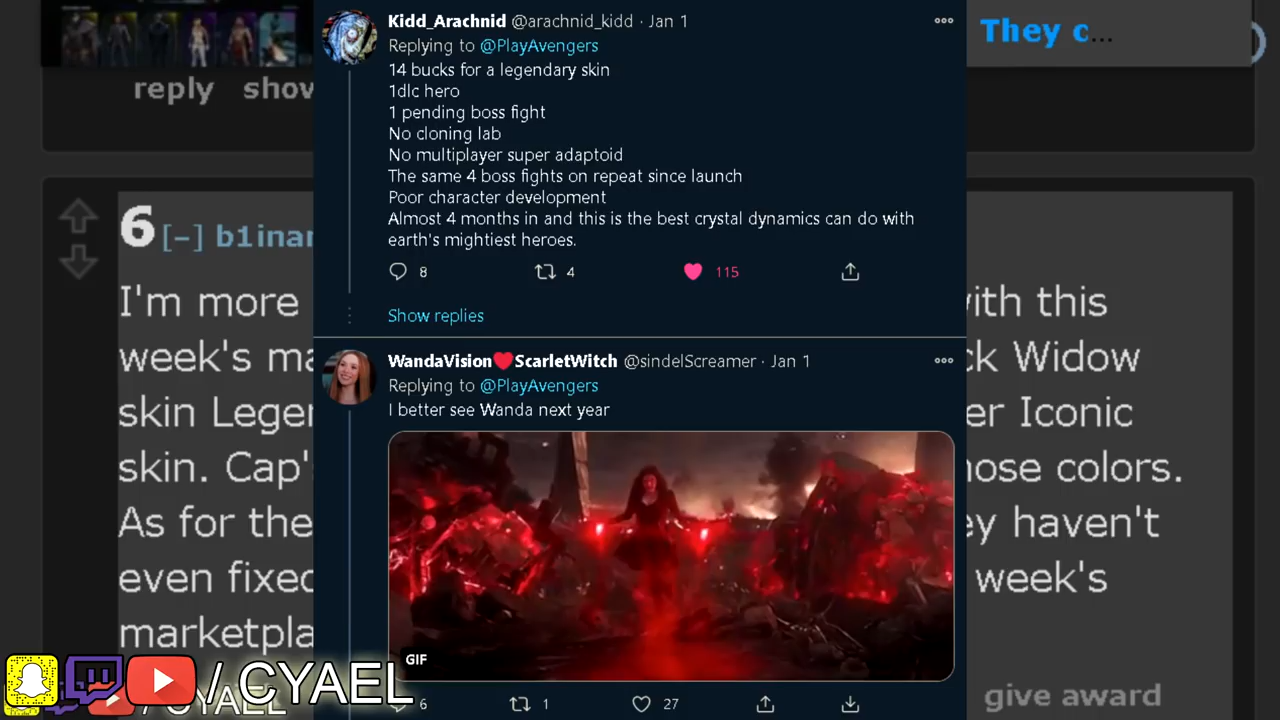 They c...
reply show
6 [–] b1inar
I'm more
with this
week's ma
ck Widow
skin Leger
er Iconic
skin. Cap'
hose colors.
As for the
ey haven't
even fixed
week's
marketpla
give award
Kidd_Arachnid @arachnid_kidd · Jan 1
Replying to @PlayAvengers
14 bucks for a legendary skin
1dlc hero
1 pending boss fight
No cloning lab
No multiplayer super adaptoid
The same 4 boss fights on repeat since launch
Poor character development
Almost 4 months in and this is the best crystal dynamics can do with
earth's mightiest heroes.
8 4 115
Show replies
WandaVision❤️ScarletWitch @sindelScreamer · Jan 1
Replying to @PlayAvengers
I better see Wanda next year
GIF
6 1 27
/ CYAEL
/ CYAEL